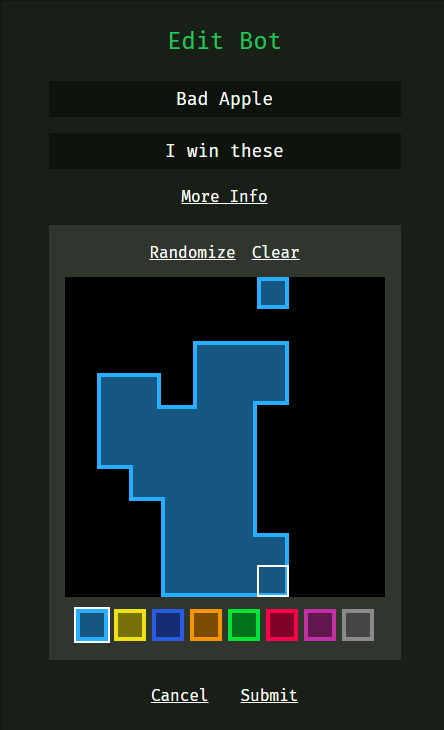 Edit Bot
Bad Apple
I win these
More Info
Randomize Clear
Cancel Submit